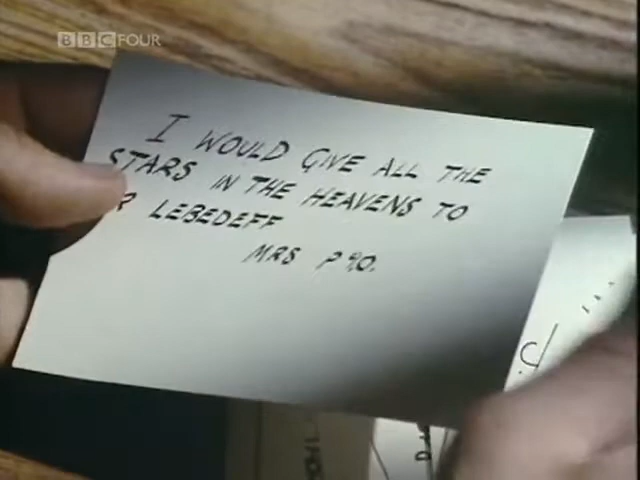 BBC FOUR
I WOULD GIVE ALL THE
STARS IN THE HEAVENS TO
R LEBEDEFF
MRS P%O.